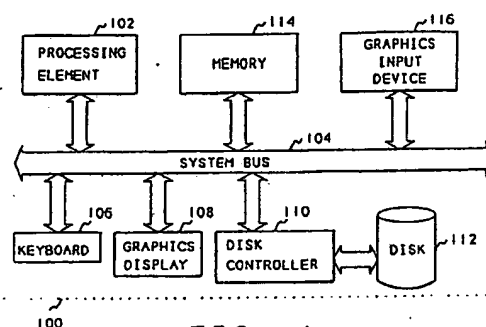 102
114
116
PROCESSING
ELEMENT
MEMORY
GRAPHICS
INPUT
DEVICE
104
SYSTEM BUS
106
108
110
KEYBOARD
GRAPHICS
DISPLAY
DISK
CONTROLLER
DISK
112
100